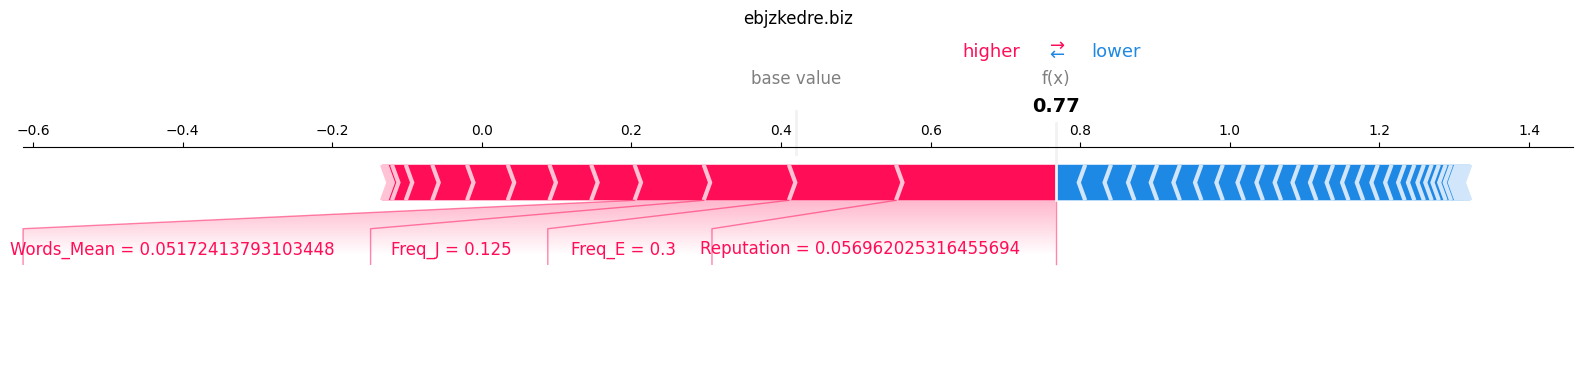 ebjzkedre.biz
higher → ← lower
base value f(x)
0.77
−0.6 −0.4 −0.2 0.0 0.2 0.4 0.6 0.8 1.0 1.2 1.4
Words_Mean = 0.05172413793103448 Freq_J = 0.125 Freq_E = 0.3 Reputation = 0.056962025316455694